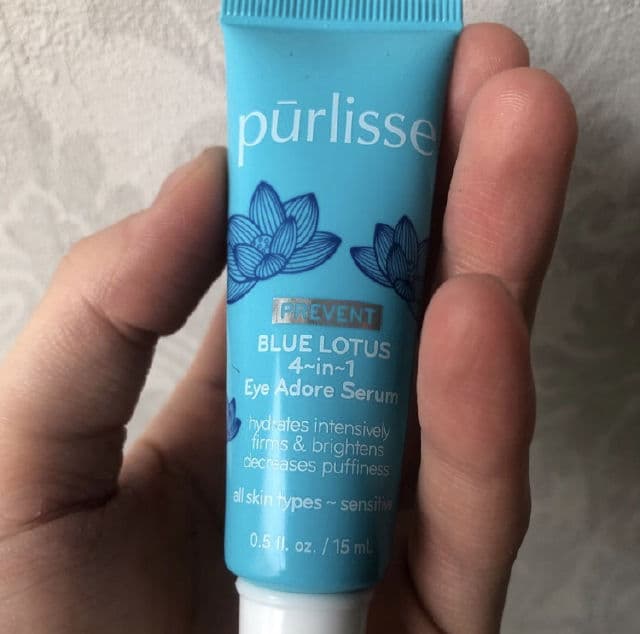 pūrlisse
PREVENT
BLUE LOTUS
4~in~1
Eye Adore Serum
hydrates intensively
firms & brightens
decreases puffiness
all skin types ~ sensitive
0.5 fl. oz. / 15 mL